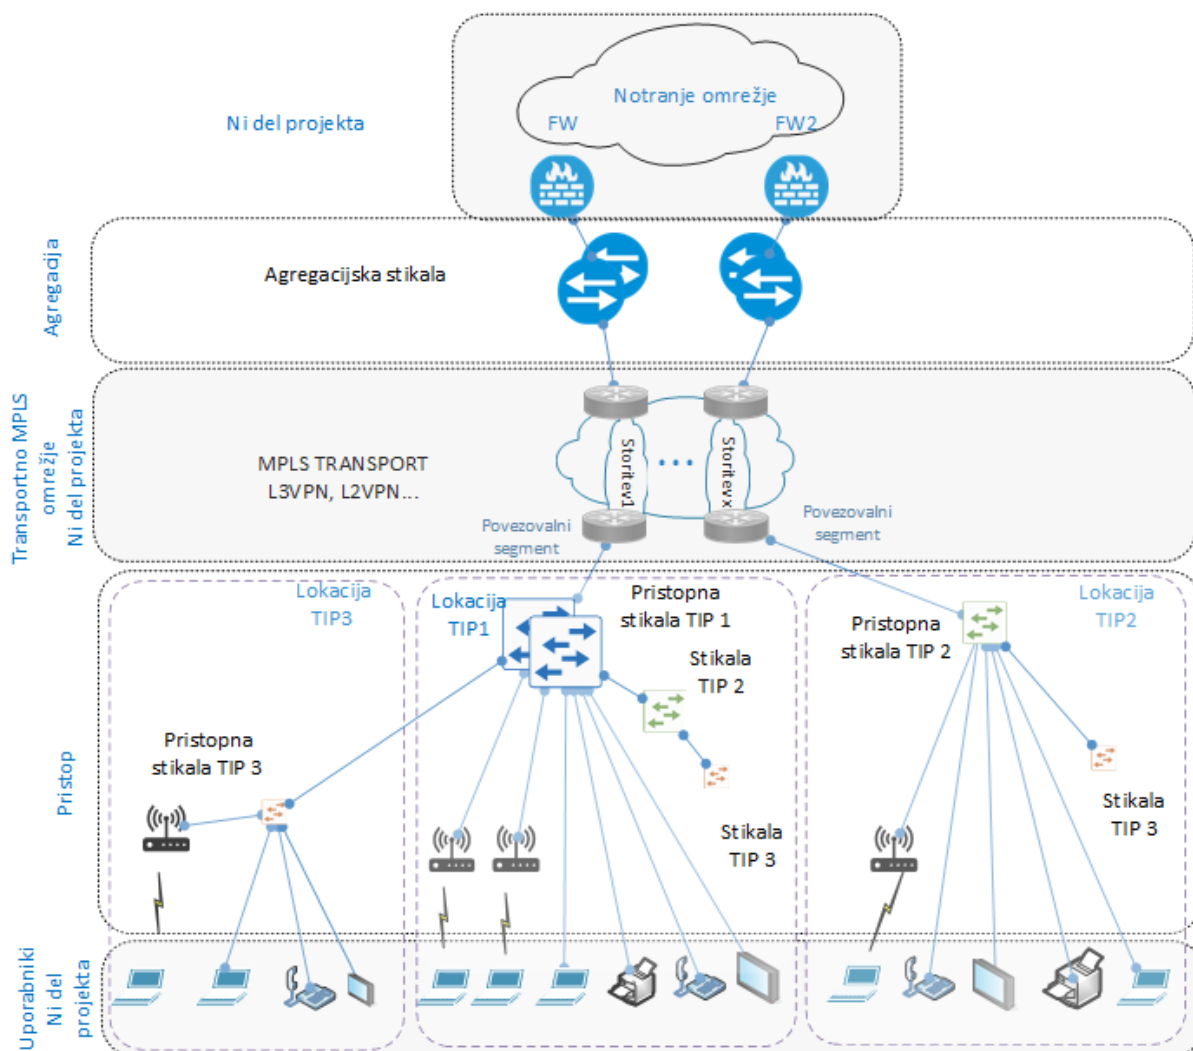 Notranje omrežje
Ni del projekta
FW
FW2
Agregacija
Agregacijska stikala
Transportno MPLS
omrežje
Ni del projekta
MPLS TRANSPORT
L3VPN, L2VPN...
Storitev1
...
Storitevx
Povezovalni
segment
Povezovalni
segment
Pristop
Lokacija
TIP3
Lokacija
TIP1
Pristopna
stikala TIP 1
Stikala
TIP 2
Lokacija
TIP2
Pristopna
stikala TIP 2
Pristopna
stikala TIP 3
Stikala
TIP 3
Stikala
TIP 3
Uporabniki
Ni del
projekta